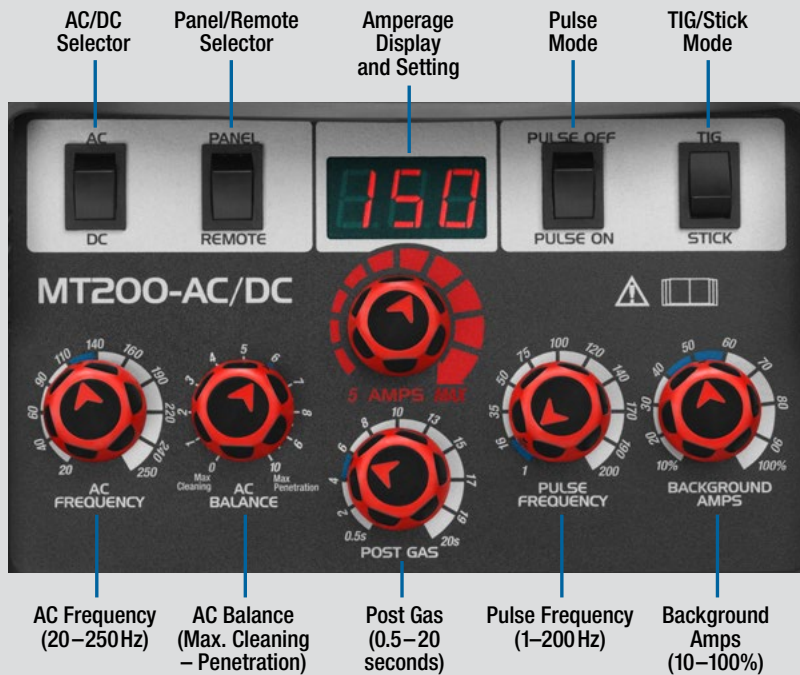 AC/DC
Selector
Panel/Remote
Selector
Amperage
Display
and Setting
Pulse
Mode
TIG/Stick
Mode
AC
DC
PANEL
REMOTE
150
PULSE OFF
PULSE ON
TIG
STICK
MT200-AC/DC
5 AMPS MAX
20 40 60 90 110 140 160 190 220 240 250
AC
FREQUENCY
0 1 2 3 4 5 6 7 8 9 10
Max
Cleaning
Max
Penetration
AC
BALANCE
0.5s 2 4 6 8 10 13 15 17 19 20s
POST GAS
1 16 35 50 75 100 120 140 170 190 200
PULSE
FREQUENCY
10% 20 30 40 50 60 70 80 90 100%
BACKGROUND
AMPS
AC Frequency
(20–250Hz)
AC Balance
(Max. Cleaning
– Penetration)
Post Gas
(0.5–20
seconds)
Pulse Frequency
(1–200Hz)
Background
Amps
(10–100%)